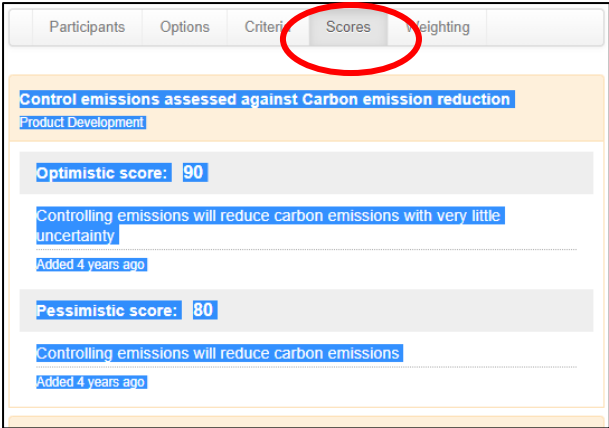 Participants Options Criteria Scores Weighting
Control emissions assessed against Carbon emission reduction
Product Development
Optimistic score: 90
Controlling emissions will reduce carbon emissions with very little
uncertainty
Added 4 years ago
Pessimistic score: 80
Controlling emissions will reduce carbon emissions
Added 4 years ago